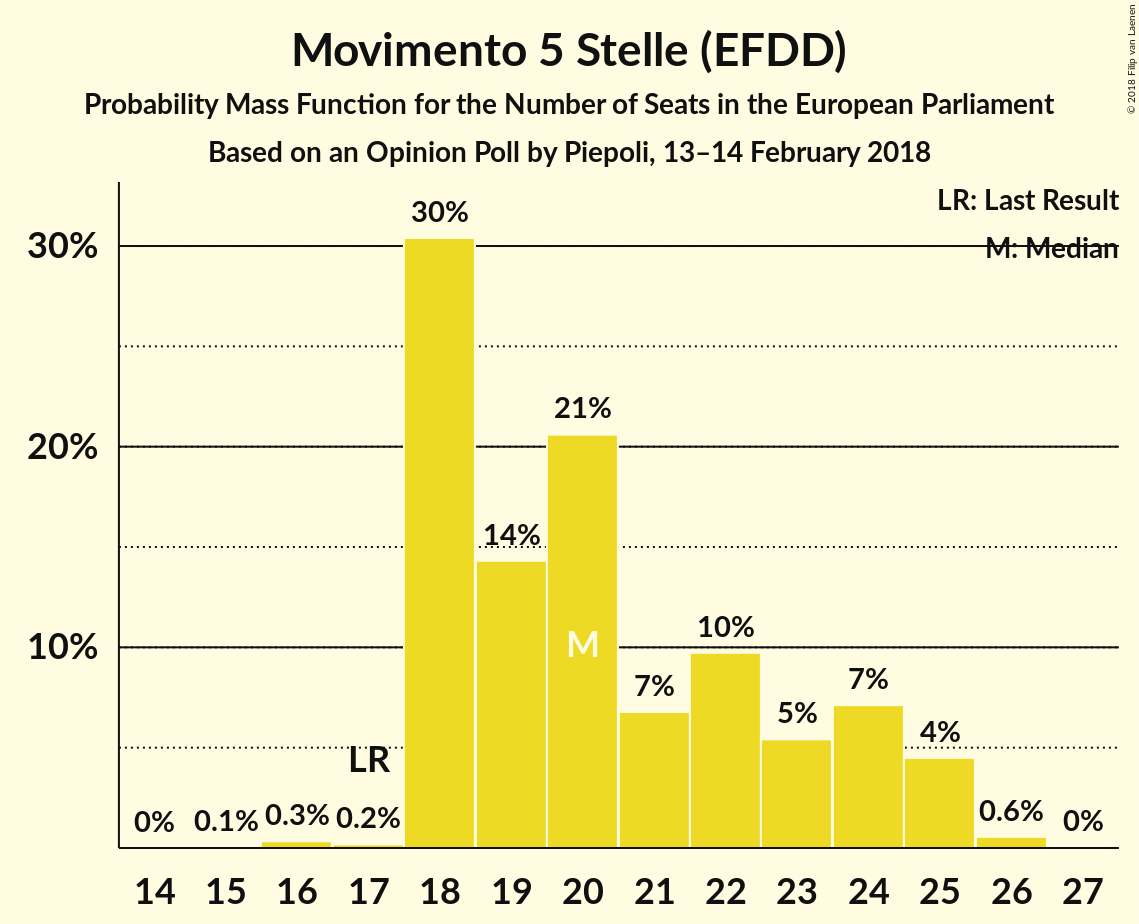 Movimento 5 Stelle (EFDD)
Probability Mass Function for the Number of Seats in the European Parliament
Based on an Opinion Poll by Piepoli, 13–14 February 2018
© 2018 Filip van Laenen
LR: Last Result
M: Median
30%
20%
10%
0%
0.1%
0.3%
0.2%
LR
30%
14%
21%
M
7%
10%
5%
7%
4%
0.6%
0%
14 15 16 17 18 19 20 21 22 23 24 25 26 27